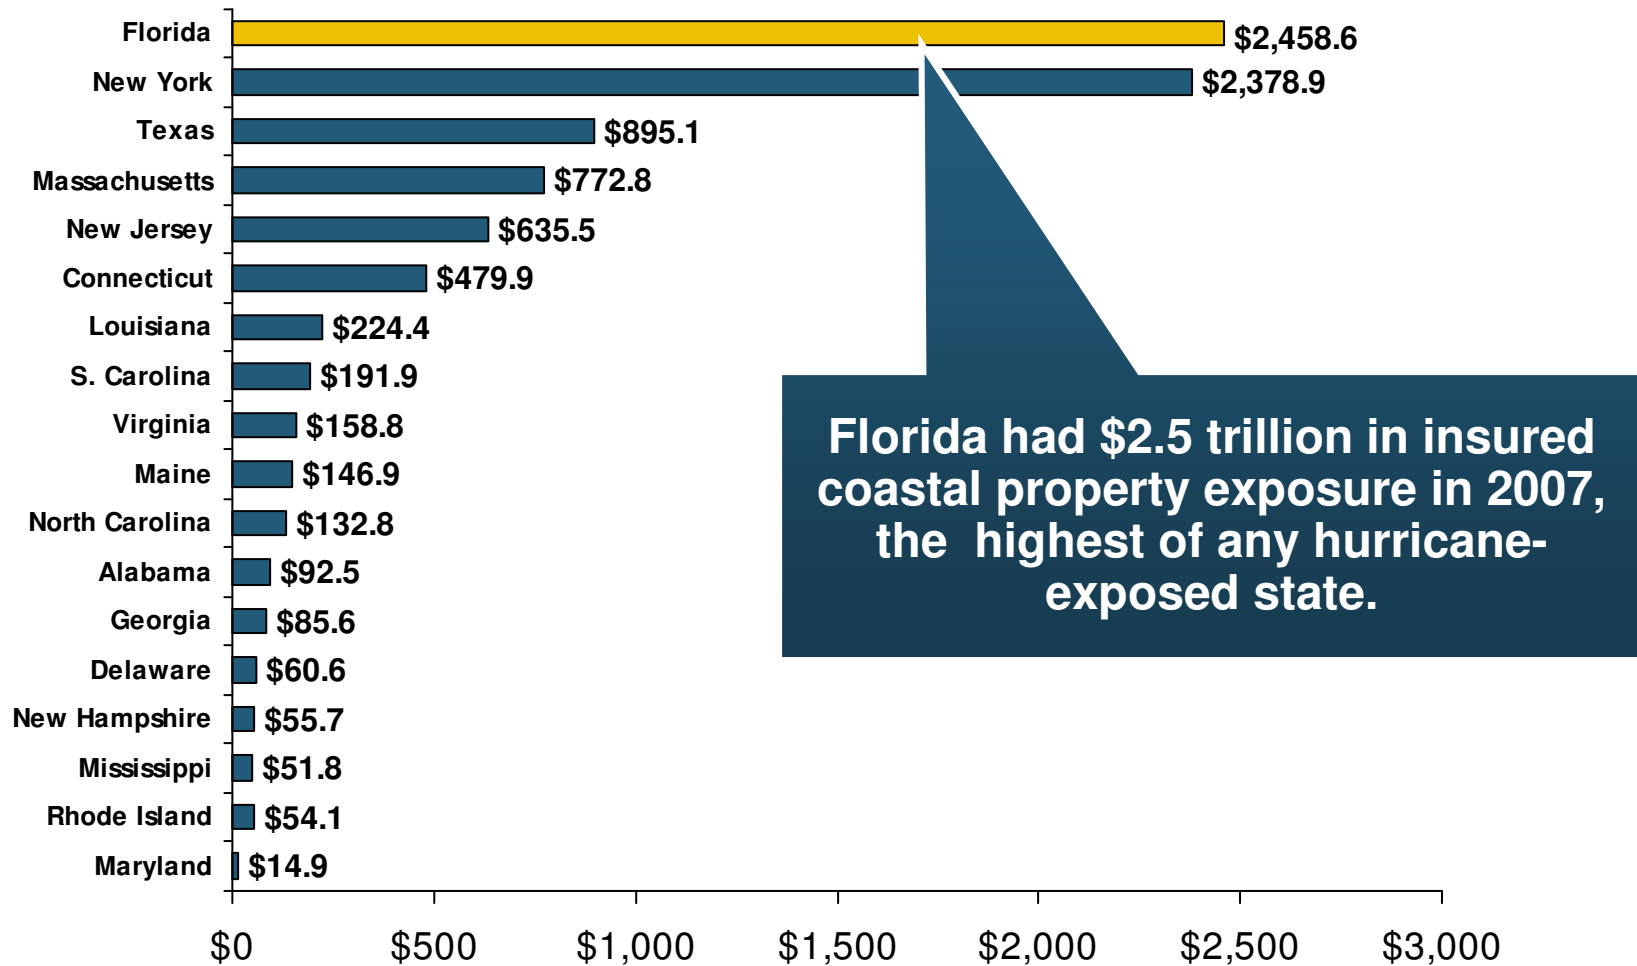 Florida $2,458.6
New York $2,378.9
Texas $895.1
Massachusetts $772.8
New Jersey $635.5
Connecticut $479.9
Louisiana $224.4
S. Carolina $191.9
Virginia $158.8
Maine $146.9
North Carolina $132.8
Alabama $92.5
Georgia $85.6
Delaware $60.6
New Hampshire $55.7
Mississippi $51.8
Rhode Island $54.1
Maryland $14.9
$0 $500 $1,000 $1,500 $2,000 $2,500 $3,000
Florida had $2.5 trillion in insured
coastal property exposure in 2007,
the highest of any hurricane-
exposed state.